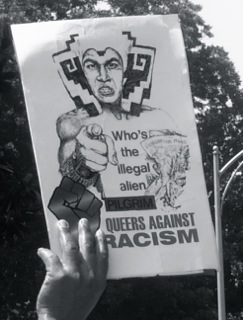 Who's
the
illegal
alien,
PILGRIM
QUEERS AGAINST
RACISM